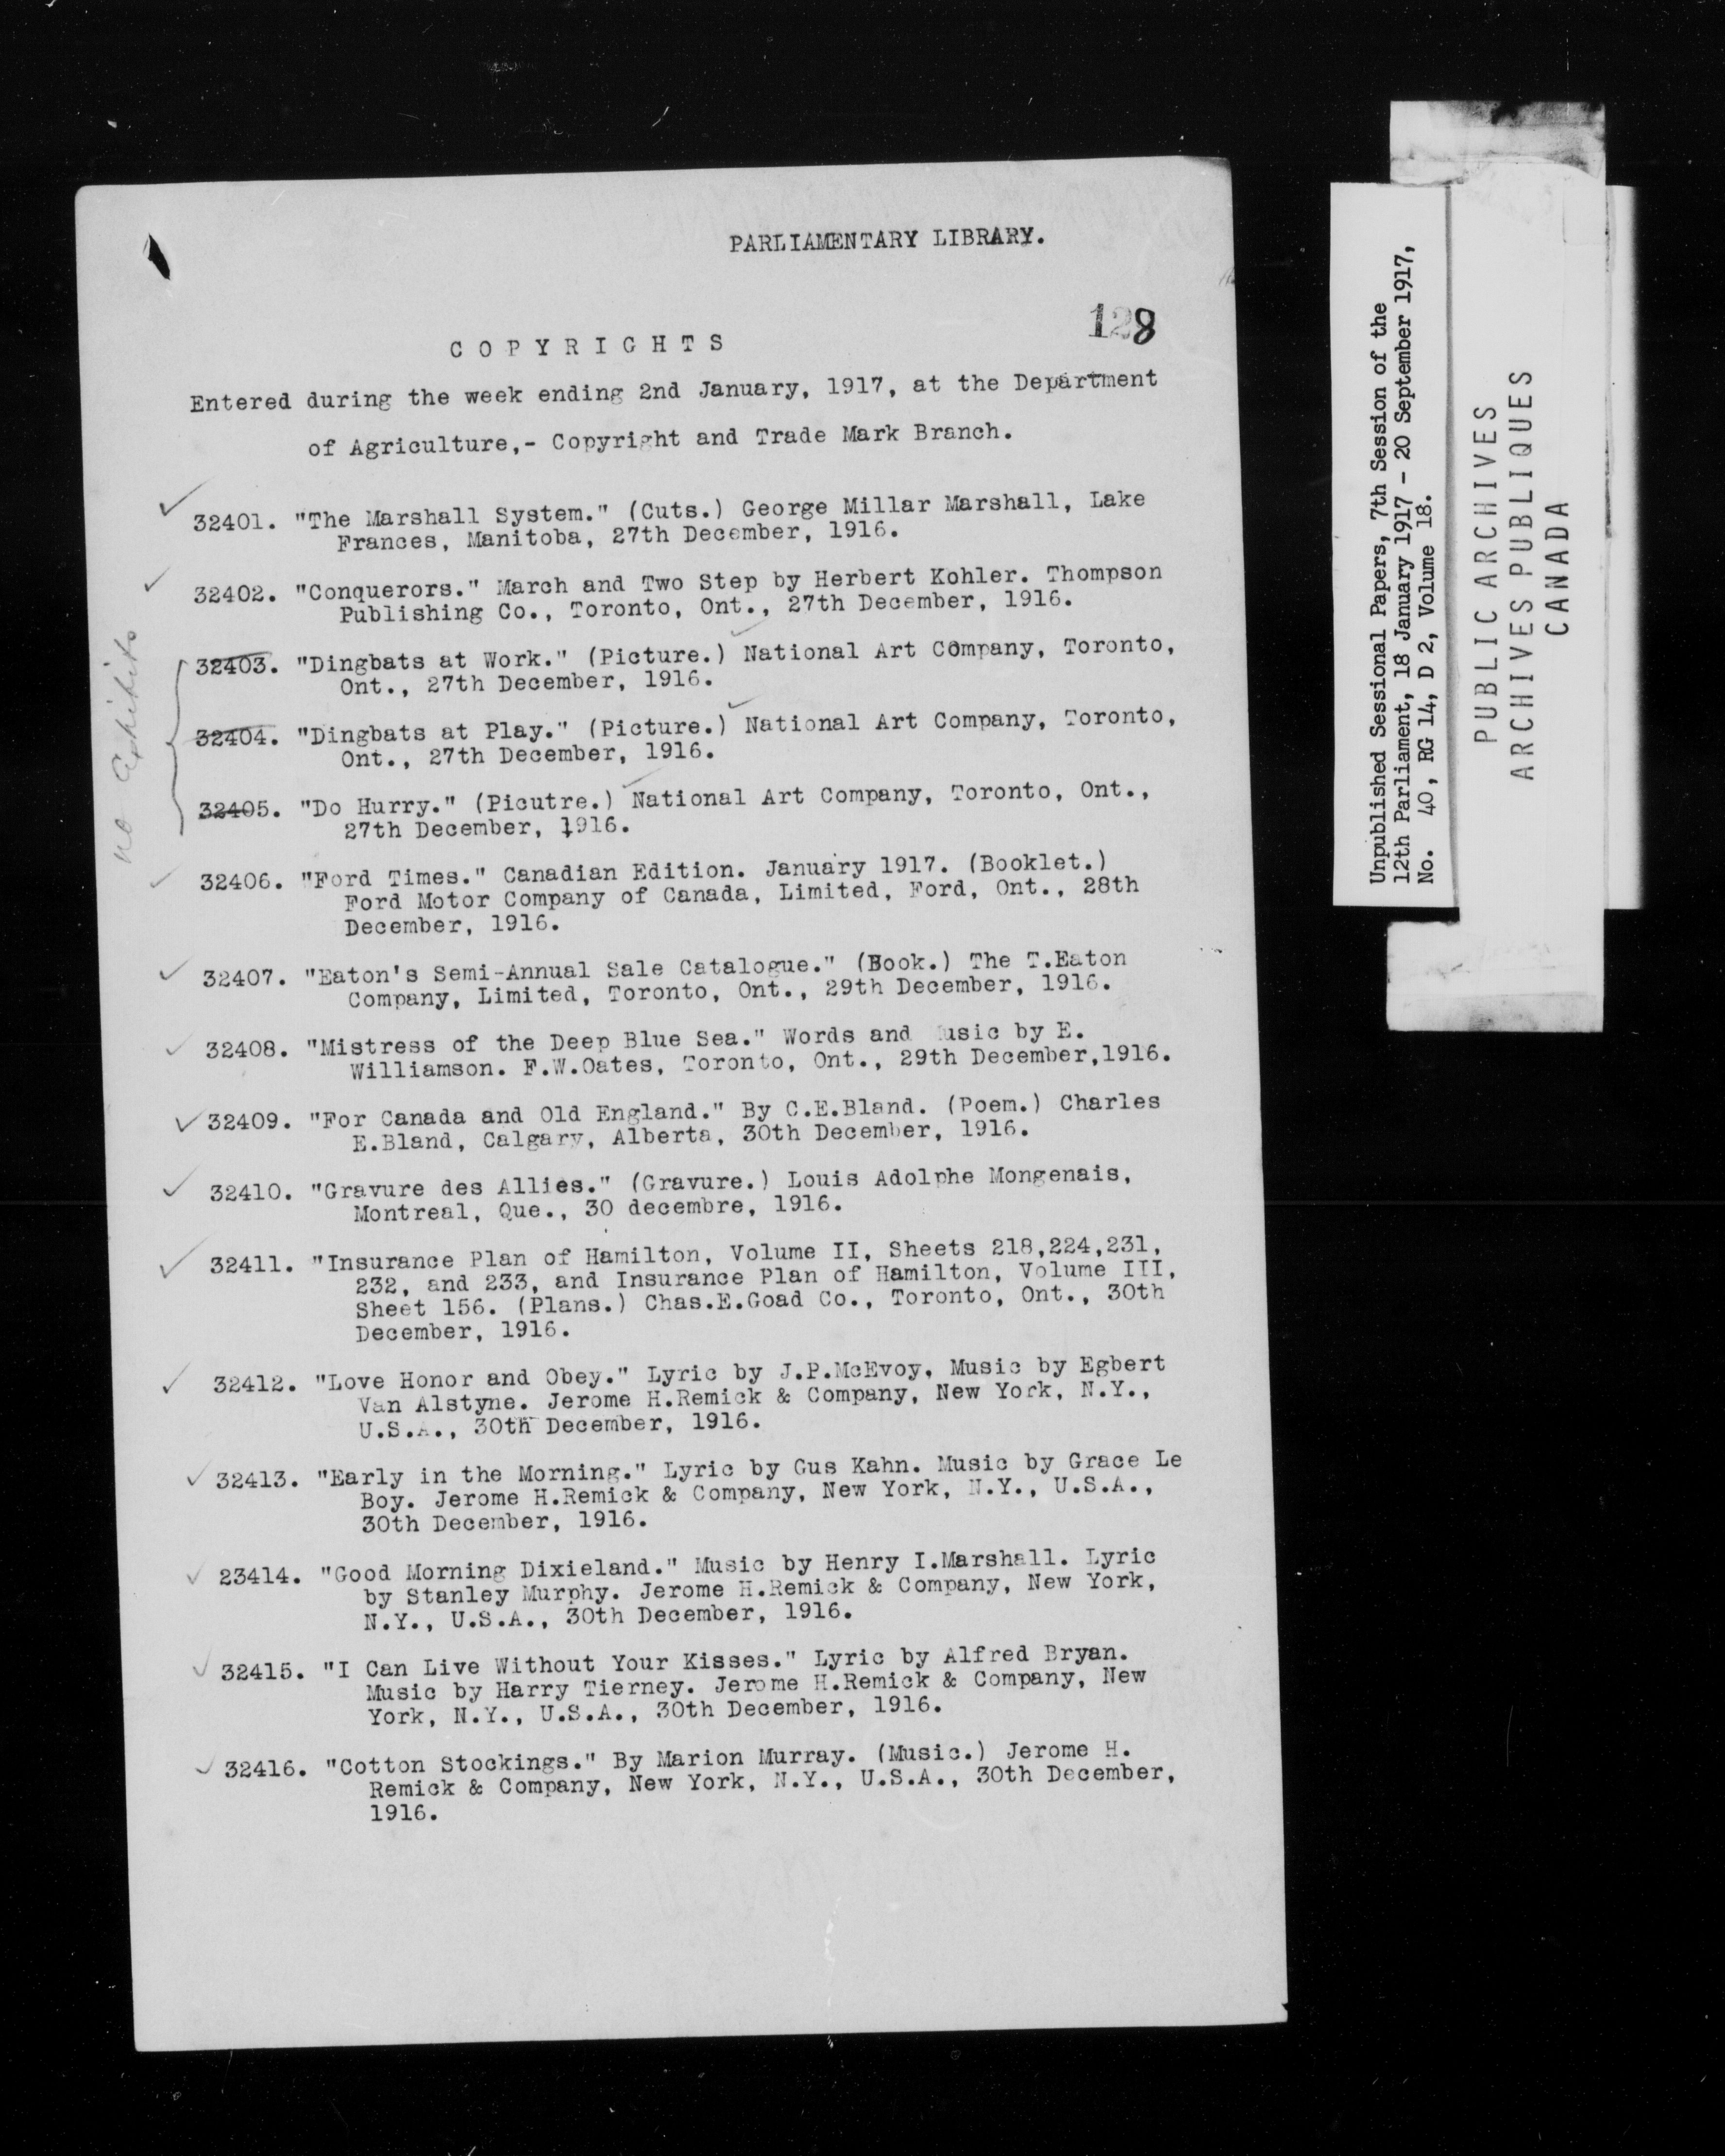 PARLIAMENTARY LIBRARY.
128
COPYRIGHTS
Entered during the week ending 2nd January, 1917, at the Department
of Agriculture,- Copyright and Trade Mark Branch.
32401. "The Marshall System." (Cuts.) George Millar Marshall, Lake
Frances, Manitoba, 27th December, 1916.
32402. "Conquerors." March and Two Step by Herbert Kohler. Thompson
Publishing Co., Toronto, Ont., 27th December, 1916.
no Exhibits
32403. "Dingbats at Work." (Picture.) National Art Company, Toronto,
Ont., 27th December, 1916.
32404. "Dingbats at Play." (Picture.) National Art Company, Toronto,
Ont., 27th December, 1916.
32405. "Do Hurry." (Picutre.) National Art Company, Toronto, Ont.,
27th December, 1916.
32406. "Ford Times." Canadian Edition. January 1917. (Booklet.)
Ford Motor Company of Canada, Limited, Ford, Ont., 28th
December, 1916.
32407. "Eaton's Semi-Annual Sale Catalogue." (Book.) The T.Eaton
Company, Limited, Toronto, Ont., 29th December, 1916.
32408. "Mistress of the Deep Blue Sea." Words and Music by E.
Williamson. F.W.Oates, Toronto, Ont., 29th December,1916.
32409. "For Canada and Old England." By C.E.Bland. (Poem.) Charles
E.Bland, Calgary, Alberta, 30th December, 1916.
32410. "Gravure des Allies." (Gravure.) Louis Adolphe Mongenais,
Montreal, Que., 30 decembre, 1916.
32411. "Insurance Plan of Hamilton, Volume II, Sheets 218,224,231,
232, and 233, and Insurance Plan of Hamilton, Volume III,
Sheet 156. (Plans.) Chas.E.Goad Co., Toronto, Ont., 30th
December, 1916.
32412. "Love Honor and Obey." Lyric by J.P.McEvoy, Music by Egbert
Van Alstyne. Jerome H.Remick & Company, New York, N.Y.,
U.S.A., 30th December, 1916.
32413. "Early in the Morning." Lyric by Gus Kahn. Music by Grace Le
Boy. Jerome H.Remick & Company, New York, N.Y., U.S.A.,
30th December, 1916.
23414. "Good Morning Dixieland." Music by Henry I.Marshall. Lyric
by Stanley Murphy. Jerome H.Remick & Company, New York,
N.Y., U.S.A., 30th December, 1916.
32415. "I Can Live Without Your Kisses." Lyric by Alfred Bryan.
Music by Harry Tierney. Jerome H.Remick & Company, New
York, N.Y., U.S.A., 30th December, 1916.
32416. "Cotton Stockings." By Marion Murray. (Music.) Jerome H.
Remick & Company, New York, N.Y., U.S.A., 30th December,
1916.
Unpublished Sessional Papers, 7th Session of the
12th Parliament, 18 January 1917 - 20 September 1917,
No. 40, RG 14, D 2, Volume 18.
PUBLIC ARCHIVES
ARCHIVES PUBLIQUES
CANADA